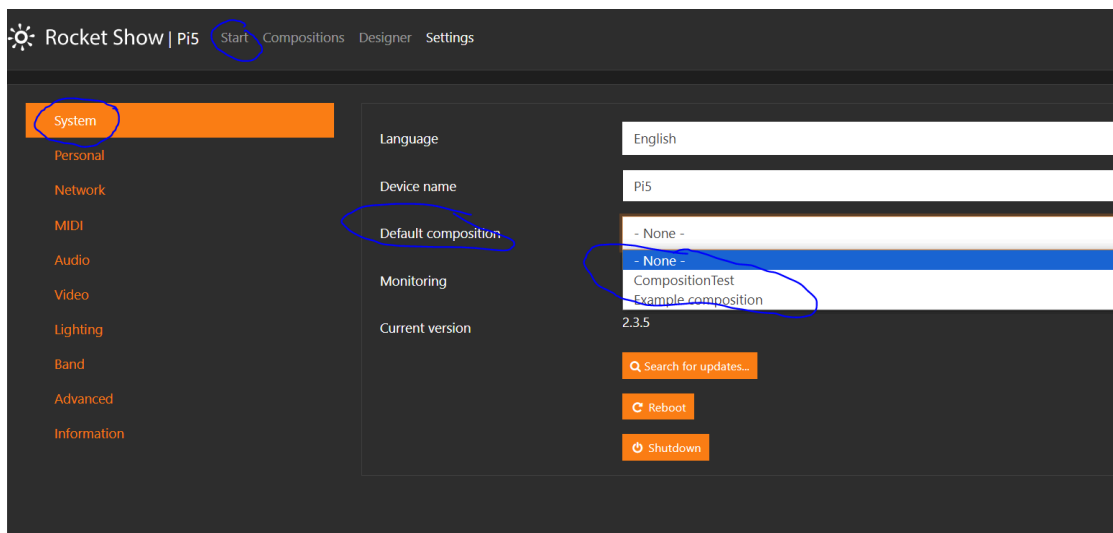 Rocket Show | Pi5 Start Compositions Designer Settings
System
Personal
Network
MIDI
Audio
Video
Lighting
Band
Advanced
Information
Language English
Device name Pi5
Default composition - None -
- None -
Monitoring CompositionTest
Example composition
Current version 2.3.5
Search for updates...
Reboot
Shutdown